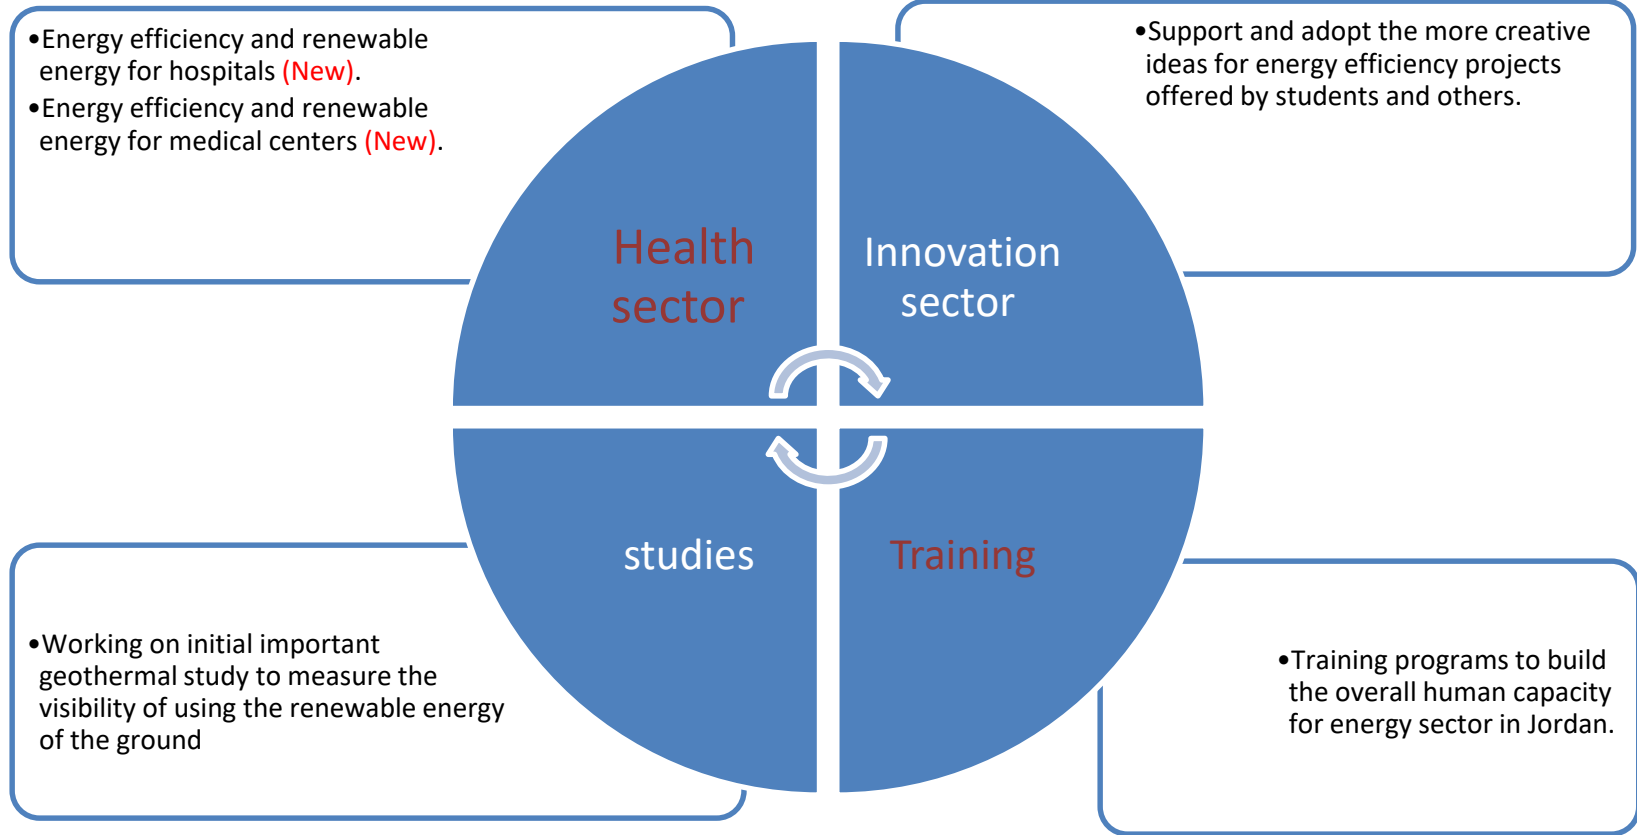 •Energy efficiency and renewable
energy for hospitals (New).
•Energy efficiency and renewable
energy for medical centers (New).
•Support and adopt the more creative
ideas for energy efficiency projects
offered by students and others.
Health
sector
Innovation
sector
studies
Training
•Working on initial important
geothermal study to measure the
visibility of using the renewable energy
of the ground
•Training programs to build
the overall human capacity
for energy sector in Jordan.